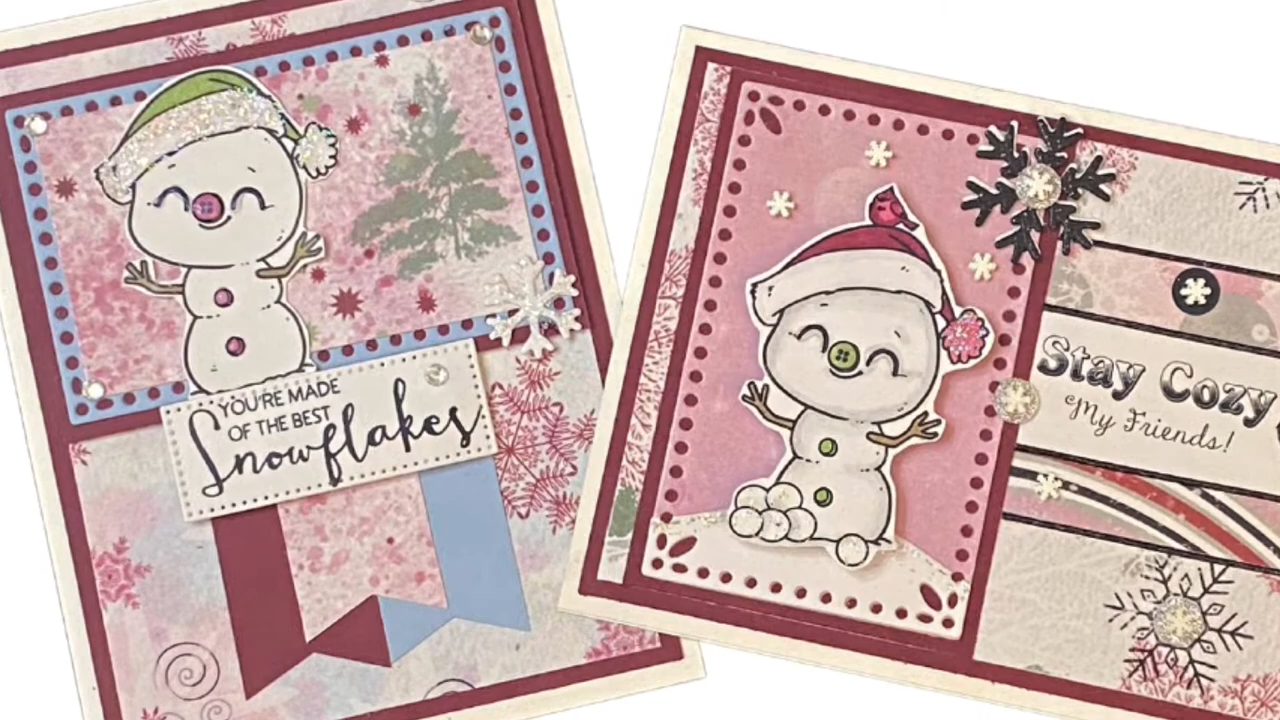 YOU'RE MADE
OF THE BEST
Snowflakes
Stay Cozy
My Friends!